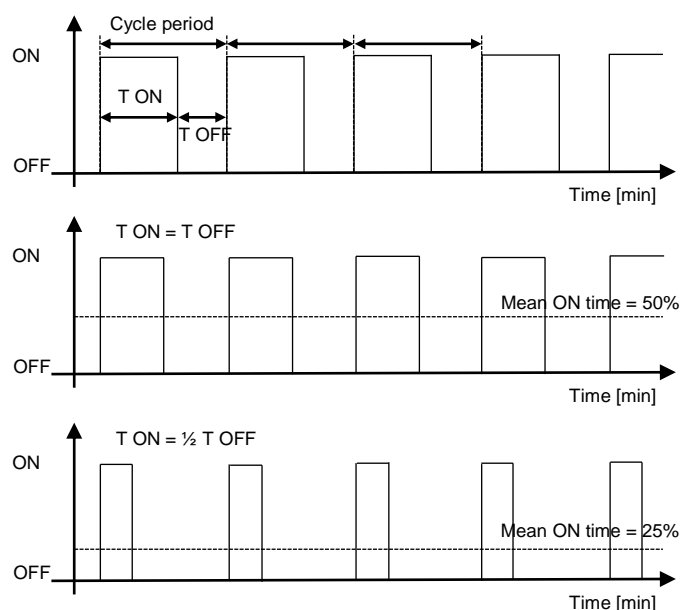 Cycle period
ON
T ON
T OFF
OFF
Time [min]
T ON = T OFF
ON
Mean ON time = 50%
OFF
Time [min]
T ON = ½ T OFF
ON
Mean ON time = 25%
OFF
Time [min]